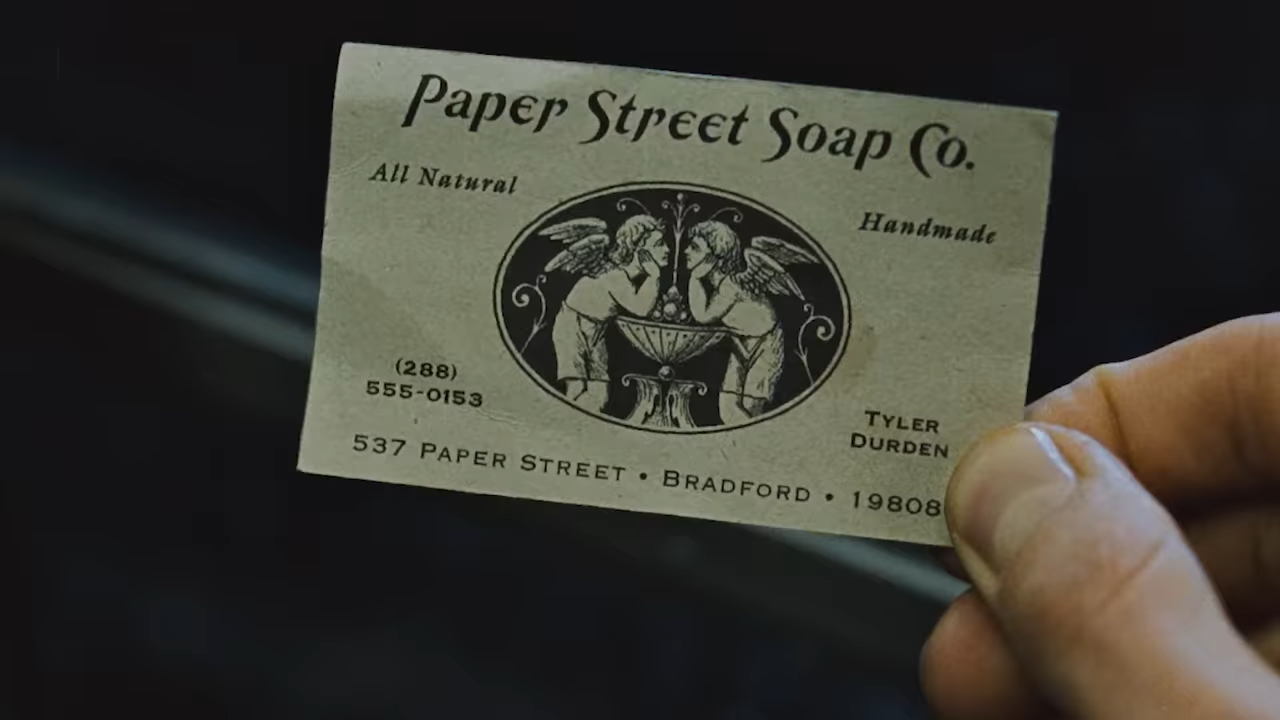 Paper Street Soap Co.
All Natural
Handmade
(288)
555-0153
TYLER
DURDEN
537 PAPER STREET • BRADFORD • 19808